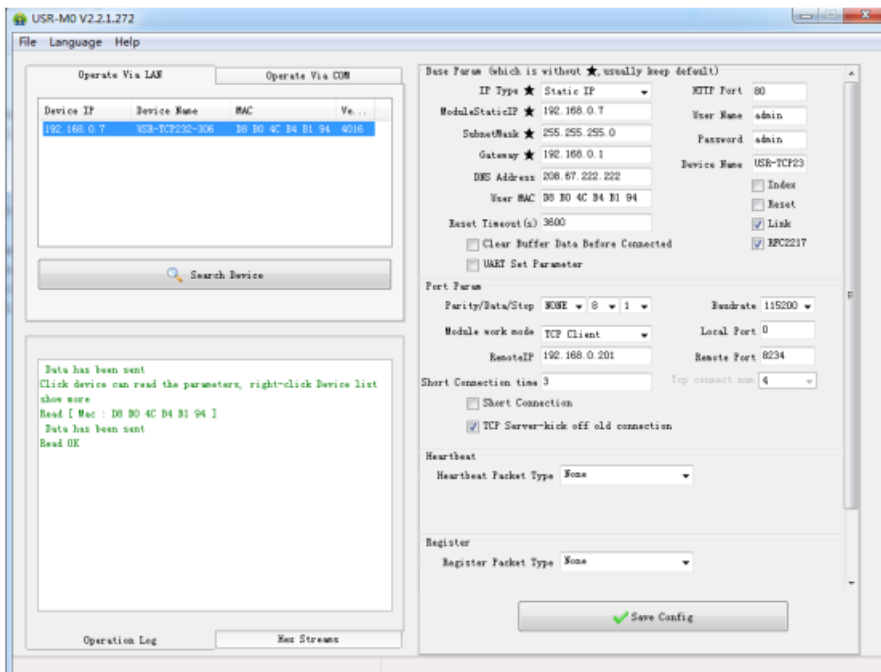 USR-M0 V2.2.1.272
File Language Help
Operate Via LAN Operate Via COM
Device IP Device Name MAC Ve...
192.168.0.7 USR-TCP232-306 D8 B0 4C B4 B1 94 4016
Search Device
Data has been sent
Click device can read the parameters, right-click Device list
show more
Read [ Mac : D8 B0 4C B4 B1 94 ]
Data has been sent
Read OK
Operation Log Hex Streams
Base Param (which is without ★,usually keep default)
IP Type ★ Static IP HTTP Port 80
ModuleStaticIP ★ 192.168.0.7 User Name admin
SubnetMask ★ 255.255.255.0 Password admin
Gateway ★ 192.168.0.1 Device Name USR-TCP23
DNS Address 208.67.222.222 Index
User MAC D8 B0 4C B4 B1 94 Reset
Reset Timeout(s) 3600 Link
Clear Buffer Data Before Connected RFC2217
UART Set Parameter
Port Param
Parity/Data/Stop NONE 8 1 Baudrate 115200
Module work mode TCP Client Local Port 0
RemoteIP 192.168.0.201 Remote Port 8234
Short Connection time 3 Tcp connect num 4
Short Connection
TCP Server-kick off old connection
Heartbeat
Heartbeat Packet Type None
Register
Register Packet Type None
Save Config